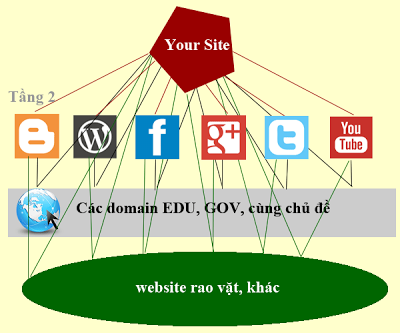 Your Site
Tầng 2
You
Tube
Các domain EDU, GOV, cùng chủ đề
website rao vặt, khác